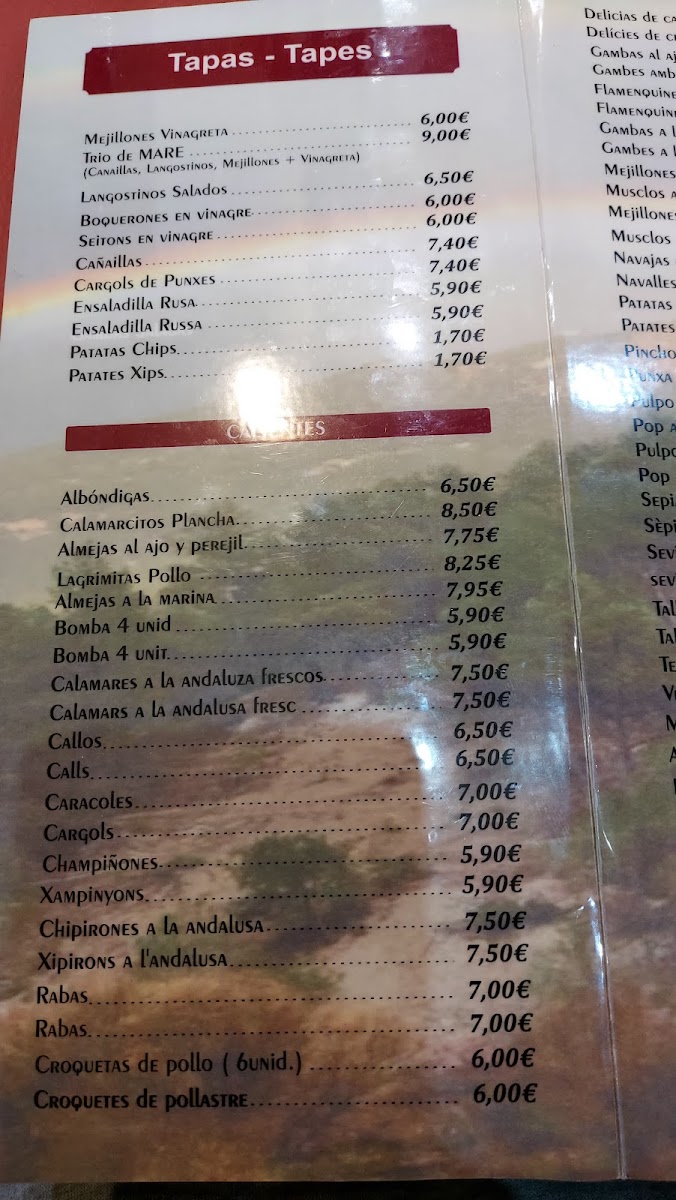 Tapas - Tapes
Mejillones Vinagreta 6,00€
Trio de MARE 9,00€
(Canaillas, Langostinos, Mejillones + Vinagreta)
Langostinos Salados 6,50€
Boquerones en vinagre 6,00€
Seitons en vinagre 6,00€
Cañaillas 7,40€
Cargols de Punxes 7,40€
Ensaladilla Rusa 5,90€
Ensaladilla Russa 5,90€
Patatas Chips 1,70€
Patates Xips 1,70€
Albóndigas 6,50€
Calamarcitos Plancha 8,50€
Almejas al ajo y perejil 7,75€
Lagrimitas Pollo 8,25€
Almejas a la marina 7,95€
Bomba 4 unid 5,90€
Bomba 4 unit 5,90€
Calamares a la andaluza frescos 7,50€
Calamars a la andalusa fresc 7,50€
Callos 6,50€
Calls 6,50€
Caracoles 7,00€
Cargols 7,00€
Champiñones 5,90€
Xampinyons 5,90€
Chipirones a la andalusa 7,50€
Xipirons a l'andalusa 7,50€
Rabas 7,00€
Rabas 7,00€
Croquetas de pollo ( 6unid.) 6,00€
Croquetes de pollastre 6,00€
Delicias de
Delícies de
Gambas al
Gambes amb
Gambas a
Gambes a
Mejillones
Musclos
Mejillones
Musclos
Navajas
Navalles
Patatas
Patates
Pincho
Punxa
Pulpo
Pop
Pulpo
Pop